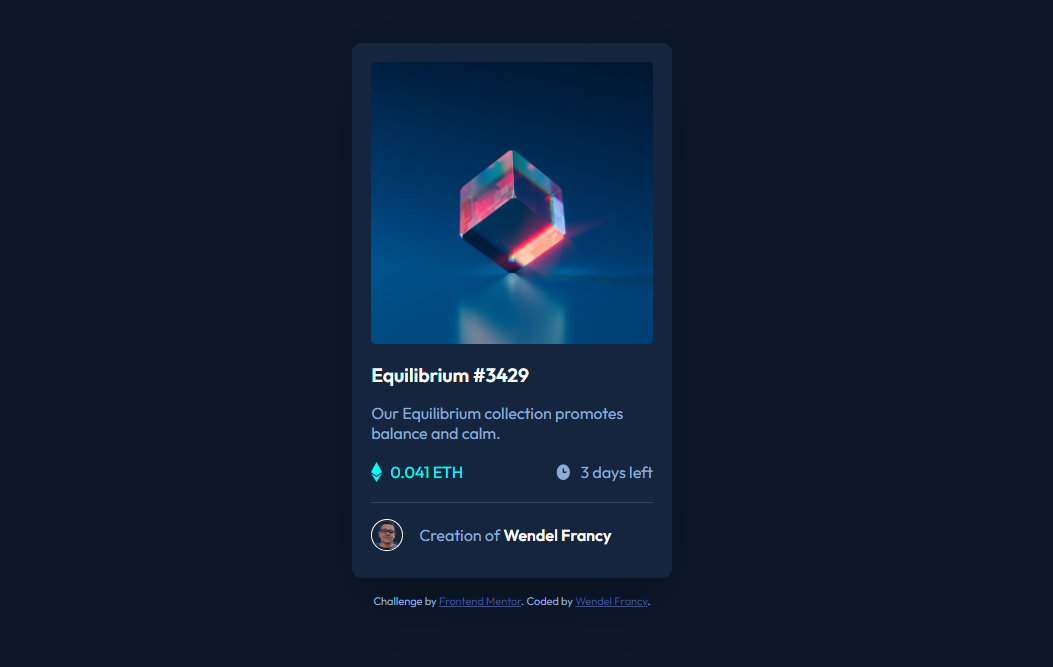 Equilibrium #3429
Our Equilibrium collection promotes
balance and calm.
0.041 ETH
3 days left
Creation of Wendel Francy
Challenge by Frontend Mentor. Coded by Wendel Francy.